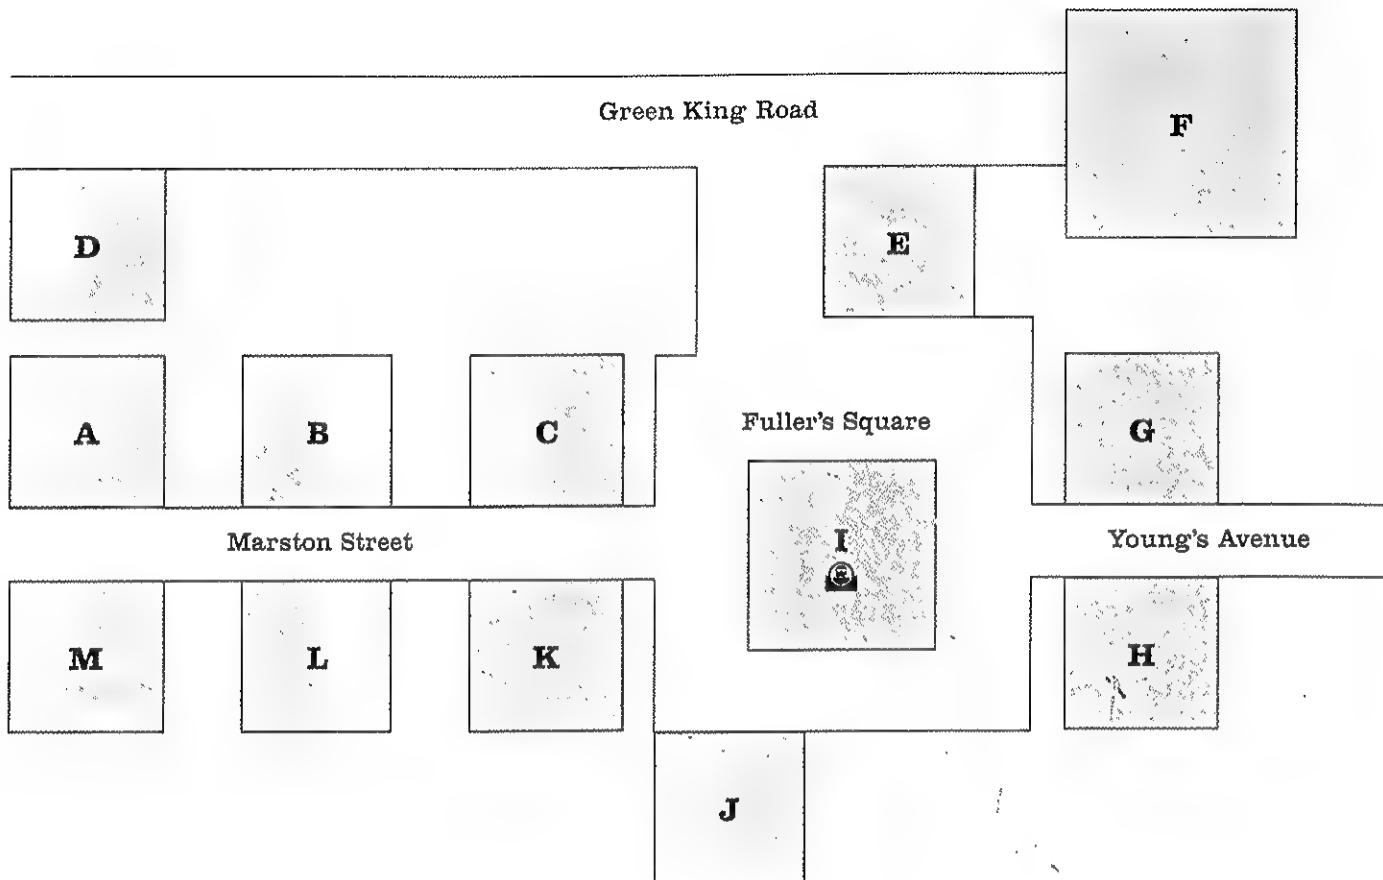 Green King Road
F
D
E
A
B
C
Fuller's Square
G
Marston Street
I
Young's Avenue
M
L
K
H
J